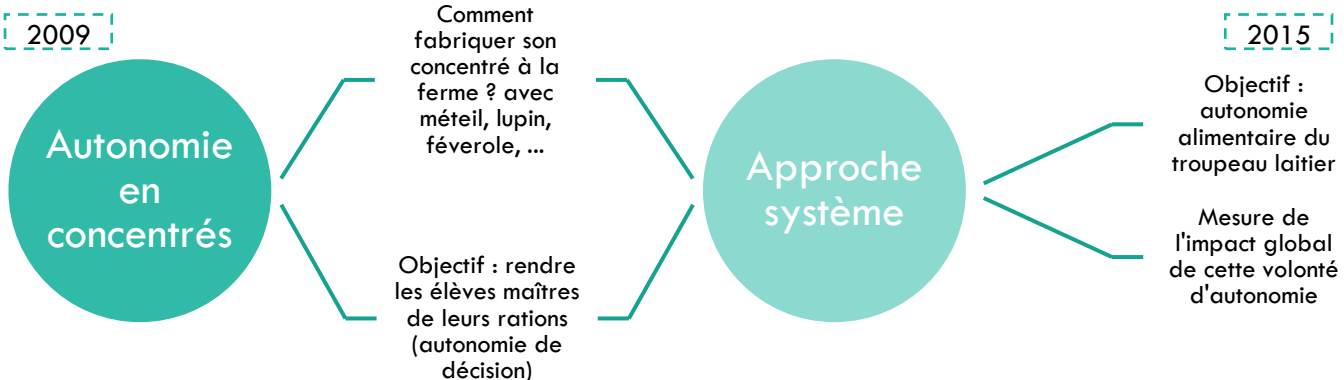 2009
Autonomie
en
concentrés
Comment
fabriquer son
concentré à la
ferme ? avec
méteil, lupin,
féverole, ...
Objectif : rendre
les élèves maîtres
de leurs rations
(autonomie de
décision)
Approche
système
2015
Objectif :
autonomie
alimentaire du
troupeau laitier
Mesure de
l'impact global
de cette volonté
d'autonomie